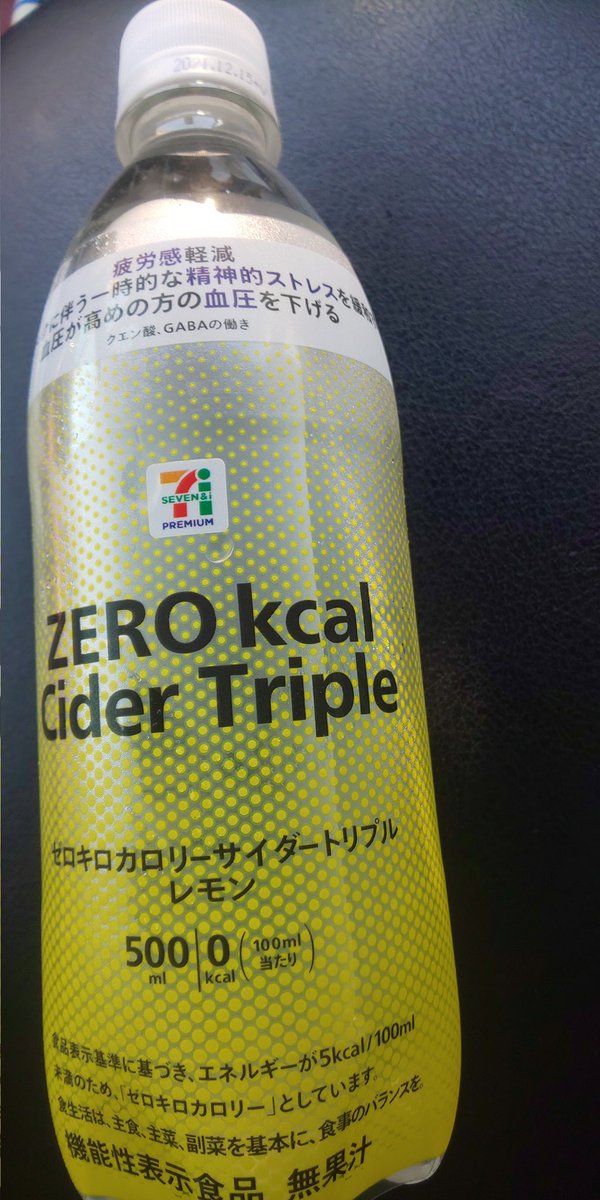 2021.12.15
疲労感軽減
に伴う一時的な精神的ストレスを緩和
血圧が高めの方の血圧を下げる
クエン酸、GABAの働き
SEVEN&i
PREMIUM
ZERO kcal
Cider Triple
ゼロキロカロリーサイダートリプル
レモン
500ml 0kcal (100ml当たり)
食品表示基準に基づき、エネルギーが5kcal/100ml
未満のため、「ゼロキロカロリー」としています。
食生活は、主食、主菜、副菜を基本に、食事のバランスを。
機能性表示食品 無果汁